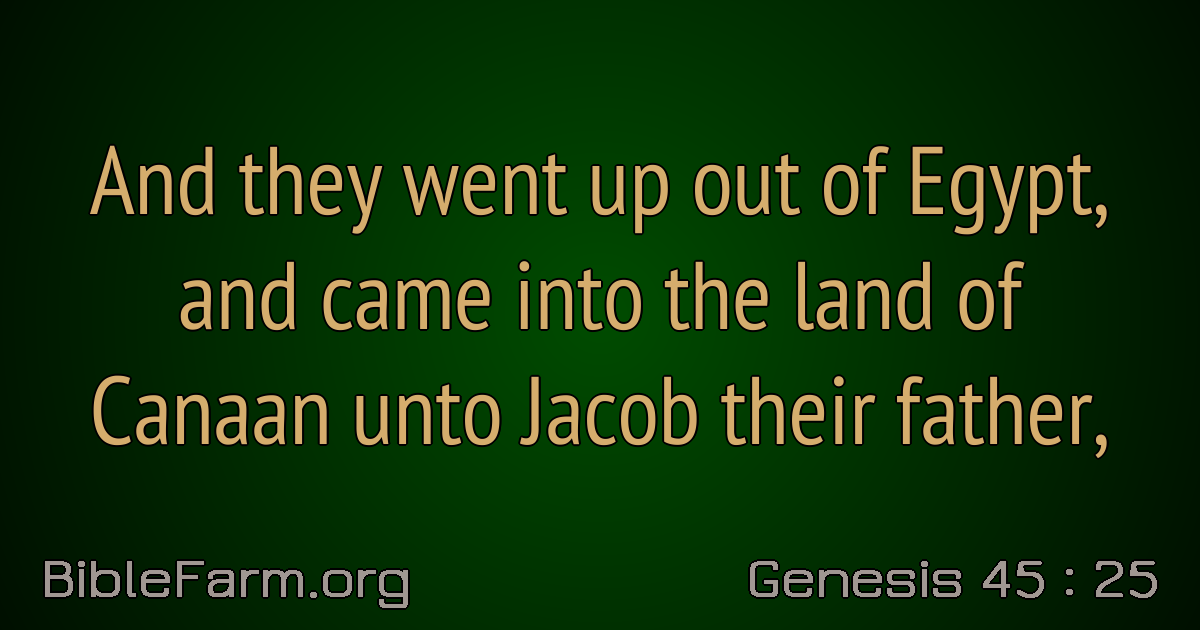 And they went up out of Egypt,
and came into the land of
Canaan unto Jacob their father,
BibleFarm.org
Genesis 45 : 25